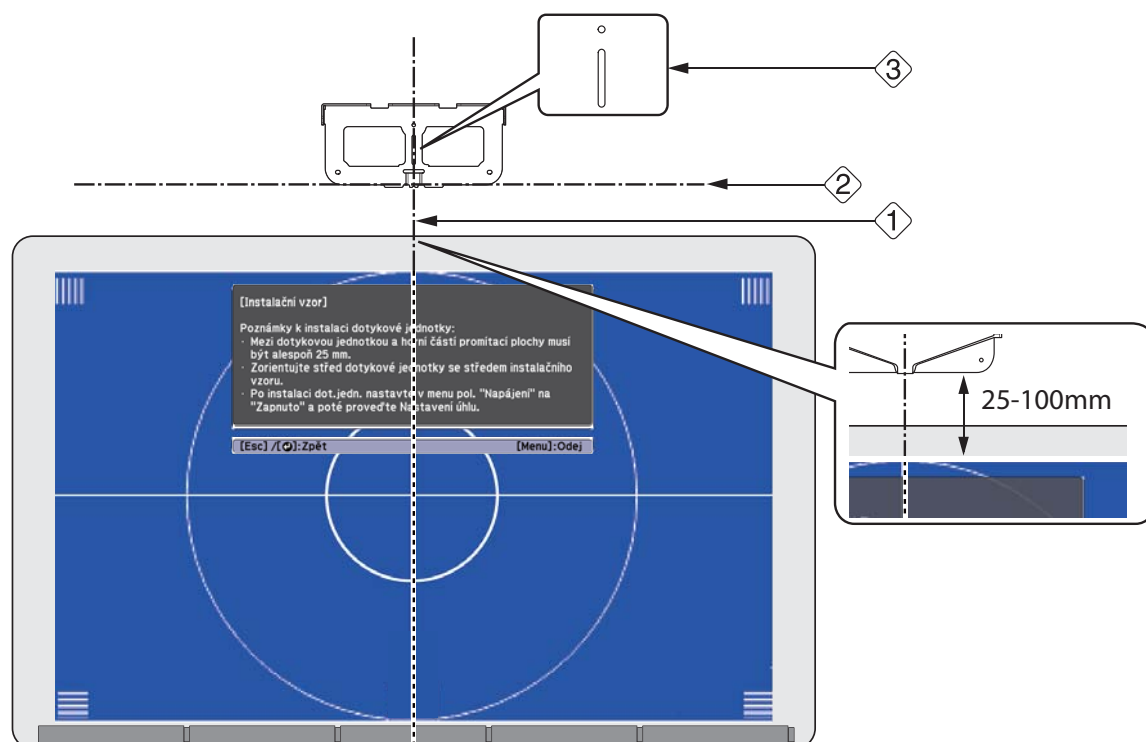 3
2
1
[Instalační vzor]
Poznámky k instalaci dotykové jednotky:
· Mezi dotykovou jednotkou a horní částí promítací plochy musí
být alespoň 25 mm.
· Zorientujte střed dotykové jednotky se středem instalačního
vzoru.
· Po instalaci dot.jedn. nastavte v menu pol. "Napájení" na
"Zapnuto" a poté proveďte Nastavení úhlu.
[Esc] /[ ]:Zpět [Menu]:Odej
25-100mm